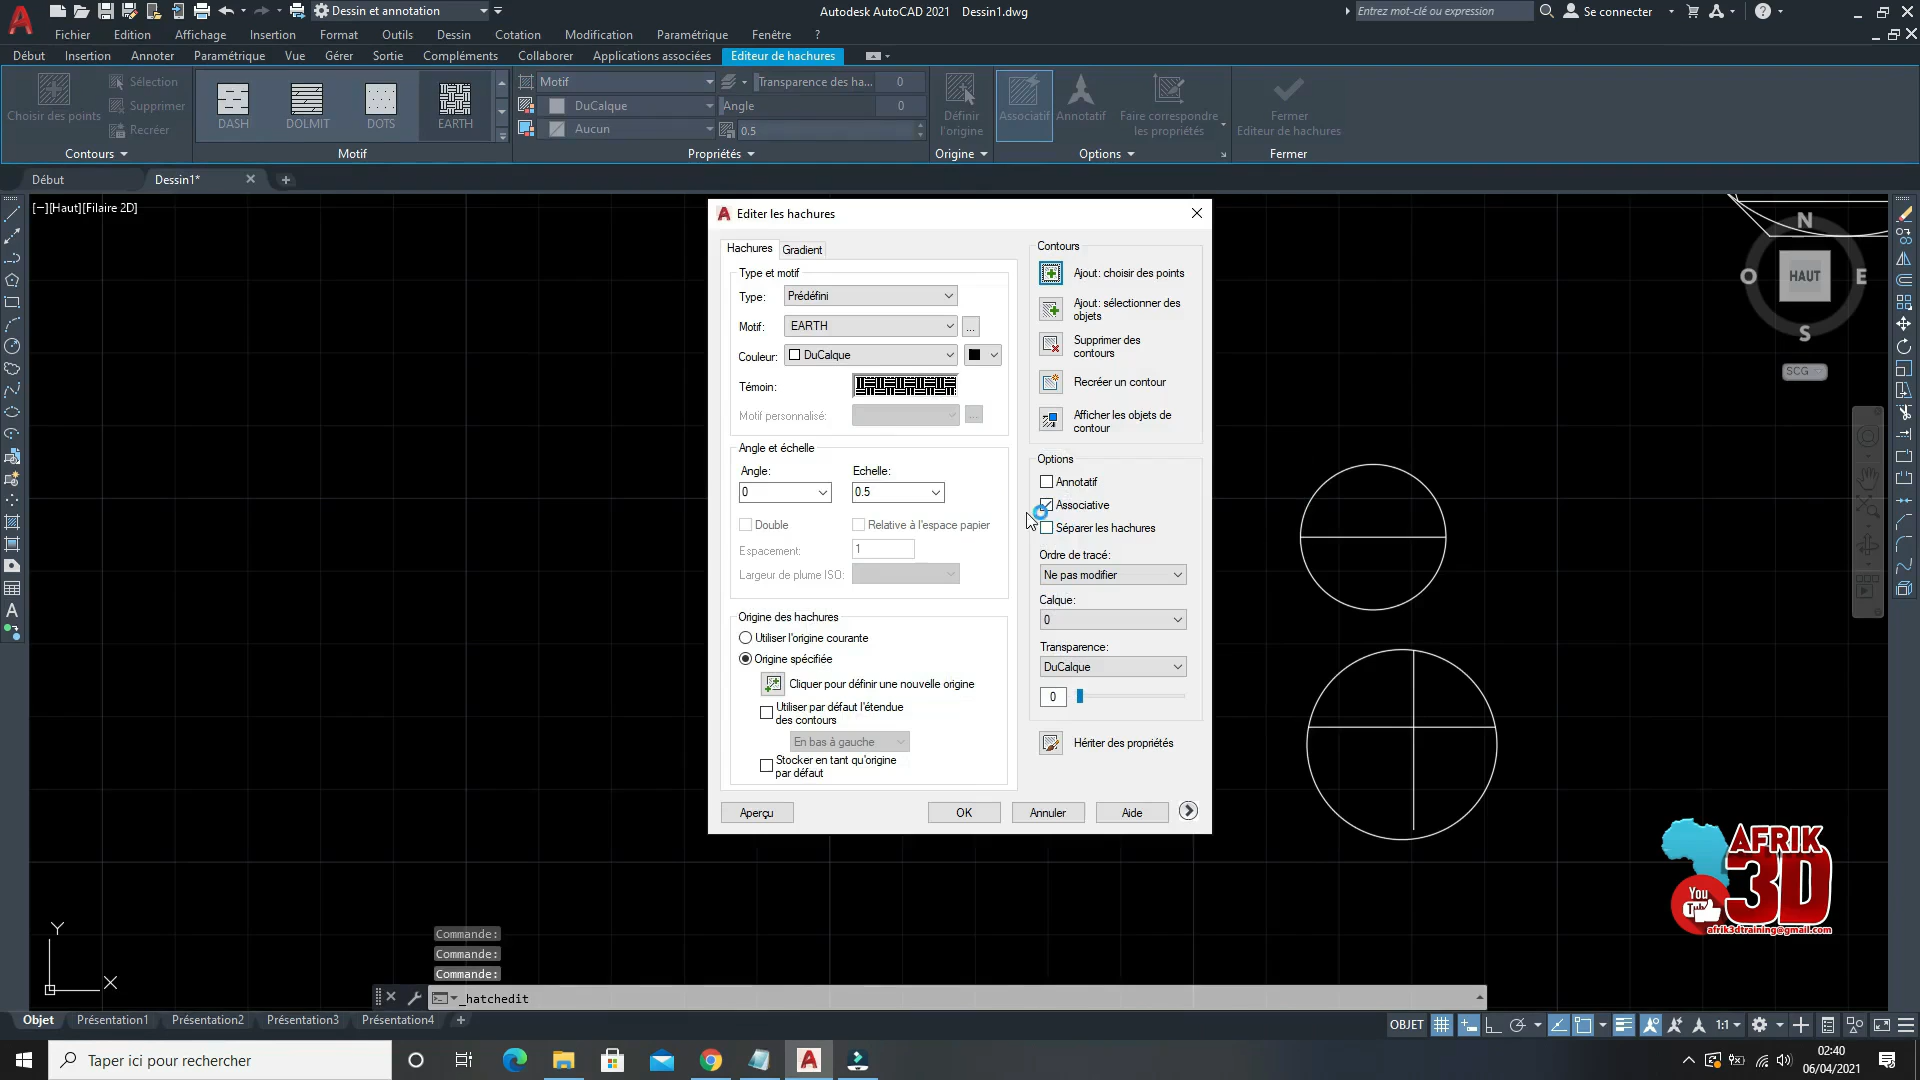 Dessin et annotation
Autodesk AutoCAD 2021 Dessin1.dwg
Entrez mot-clé ou expression
Se connecter
Fichier Edition Affichage Insertion Format Outils Dessin Cotation Modification Paramétrique Fenêtre ?
Début Insertion Annoter Paramétrique Vue Gérer Sortie Compléments Collaborer Applications associées Editeur de hachures
Choisir des points
Sélection
Supprimer
Recréer
Contours
DASH DOLMIT DOTS EARTH
Motif
Motif
DuCalque
Aucun
Transparence des ha... 0
Angle 0
0.5
Propriétés
Définir
l'origine
Origine
Associatif Annotatif Faire correspondre
les propriétés
Options
Fermer
Editeur de hachures
Fermer
Début Dessin1*
[−][Haut][Filaire 2D]
N
O HAUT E
S
SCG
Editer les hachures
Hachures Gradient
Type et motif
Type: Prédéfini
Motif: EARTH ...
Couleur: DuCalque
Témoin:
Motif personnalisé: ...
Angle et échelle
Angle: Echelle:
0 0.5
Double Relative à l'espace papier
Espacement: 1
Largeur de plume ISO:
Origine des hachures
Utiliser l'origine courante
Origine spécifiée
Cliquer pour définir une nouvelle origine
Utiliser par défaut l'étendue
des contours
En bas à gauche
Stocker en tant qu'origine
par défaut
Contours
Ajout: choisir des points
Ajout: sélectionner des
objets
Supprimer des
contours
Recréer un contour
Afficher les objets de
contour
Options
Annotatif
Associative
Séparer les hachures
Ordre de tracé:
Ne pas modifier
Calque:
0
Transparence:
DuCalque
0
Hériter des propriétés
Aperçu OK Annuler Aide
AFRIK
3D
You
Tube
afrik3dtraining@gmail.com
Y
X
Commande:
Commande:
Commande:
_hatchedit
Objet Présentation1 Présentation2 Présentation3 Présentation4 +
OBJET 1:1
Taper ici pour rechercher
02:40
06/04/2021